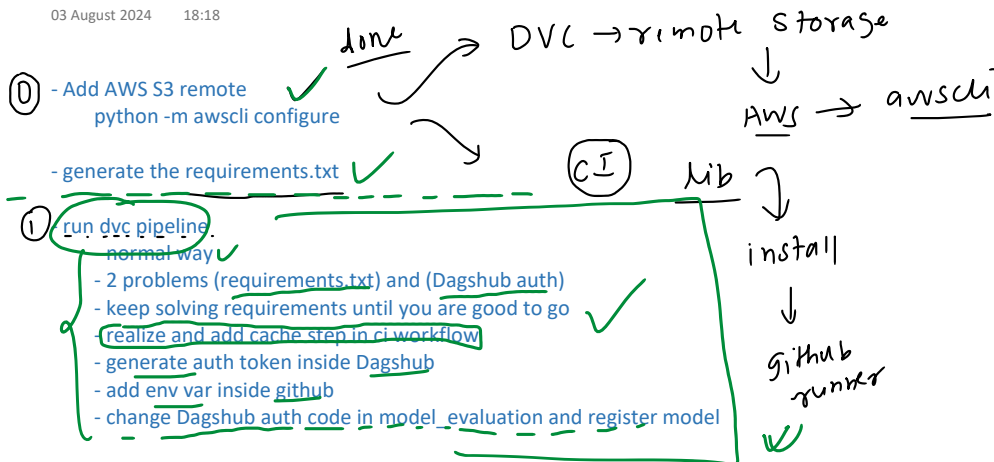 03 August 2024 18:18
done
DVC → remote storage
0 - Add AWS S3 remote
python -m awscli configure
AWS → awscli
- generate the requirements.txt
CI
lib
1 - run dvc pipeline
install
- normal way
- 2 problems (requirements.txt) and (Dagshub auth)
- keep solving requirements until you are good to go
- realize and add cache step in ci workflow
- generate auth token inside Dagshub
github
runner
- add env var inside github
- change Dagshub auth code in model_evaluation and register model